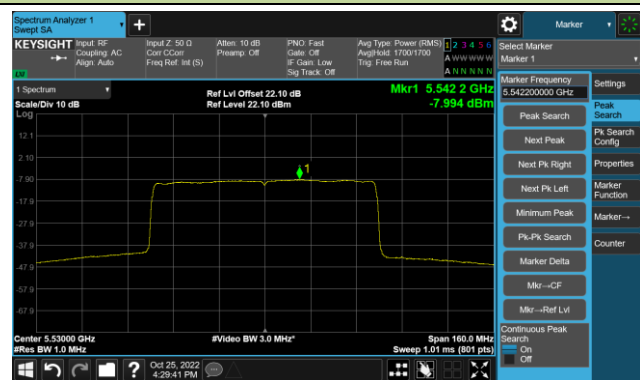 Spectrum Analyzer 1
Swept SA
Marker
KEYSIGHT
Input: RF
Coupling: AC
Align: Auto
Input Z: 50 Ω
Corr CCorr
Freq Ref: Int (S)
Atten: 10 dB
Preamp: Off
PNO: Fast
Gate: Off
IF Gain: Low
Sig Track: Off
Avg Type: Power (RMS)
Avg|Hold: 1700/1700
Trig: Free Run
1 2 3 4 5 6
A W W W W W
A N N N N N
LXI
Select Marker
Marker 1
1 Spectrum
Scale/Div 10 dB
Log
Ref Lvl Offset 22.10 dB
Ref Level 22.10 dBm
Mkr1 5.542 2 GHz
-7.994 dBm
12.1
2.10
-7.90
-17.9
-27.9
-37.9
-47.9
-57.9
-67.9
1
Center 5.53000 GHz
#Res BW 1.0 MHz
#Video BW 3.0 MHz*
Span 160.0 MHz
Sweep 1.01 ms (801 pts)
Marker Frequency
5.542200000 GHz
Peak Search
Next Peak
Next Pk Right
Next Pk Left
Minimum Peak
Pk-Pk Search
Marker Delta
Mkr→CF
Mkr→Ref Lvl
Continuous Peak
Search
On
Off
Settings
Peak
Search
Pk Search
Config
Properties
Marker
Function
Marker→
Counter
Oct 25, 2022
4:29:41 PM